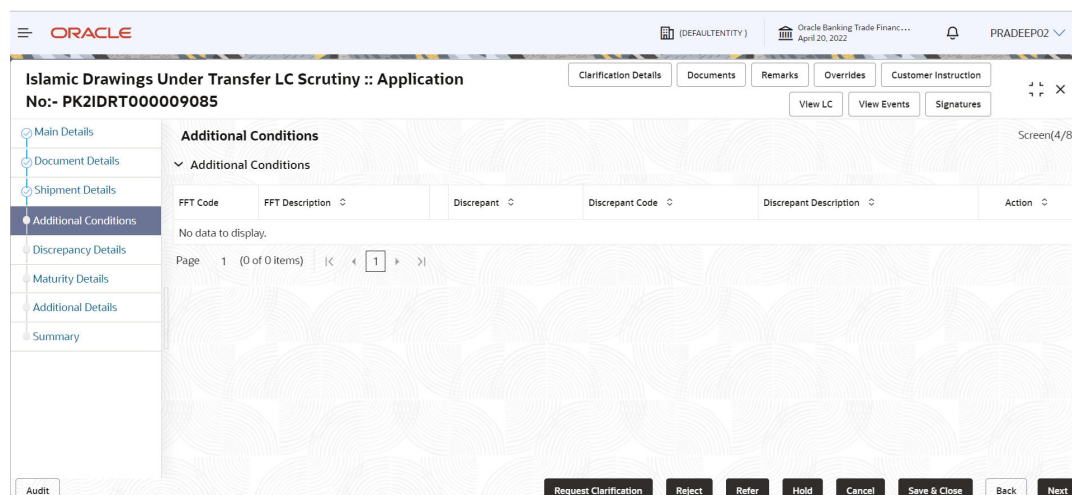 ORACLE
(DEFAULTENTITY)
Oracle Banking Trade Financ...
April 20, 2022
PRADEEP02
Islamic Drawings Under Transfer LC Scrutiny :: Application
No:- PK2IDRT000009085
Clarification Details
Documents
Remarks
Overrides
Customer Instruction
View LC
View Events
Signatures
Main Details
Document Details
Shipment Details
Additional Conditions
Discrepancy Details
Maturity Details
Additional Details
Summary
Additional Conditions
Screen(4/8
Additional Conditions
FFT Code FFT Description Discrepant Discrepant Code Discrepant Description Action
No data to display.
Page 1 (0 of 0 items) 1
Audit
Request Clarification
Reject
Refer
Hold
Cancel
Save & Close
Back
Next